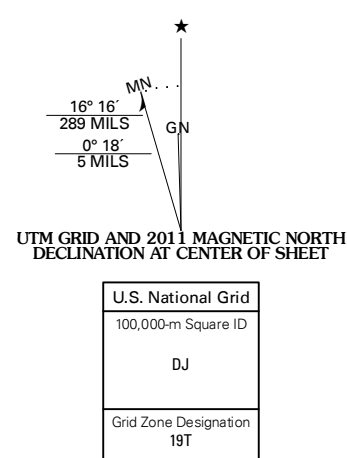 ★
MN
16° 16´
289 MILS
GN
0° 18´
5 MILS
UTM GRID AND 2011 MAGNETIC NORTH
DECLINATION AT CENTER OF SHEET
U.S. National Grid
100,000-m Square ID
DJ
Grid Zone Designation
19T